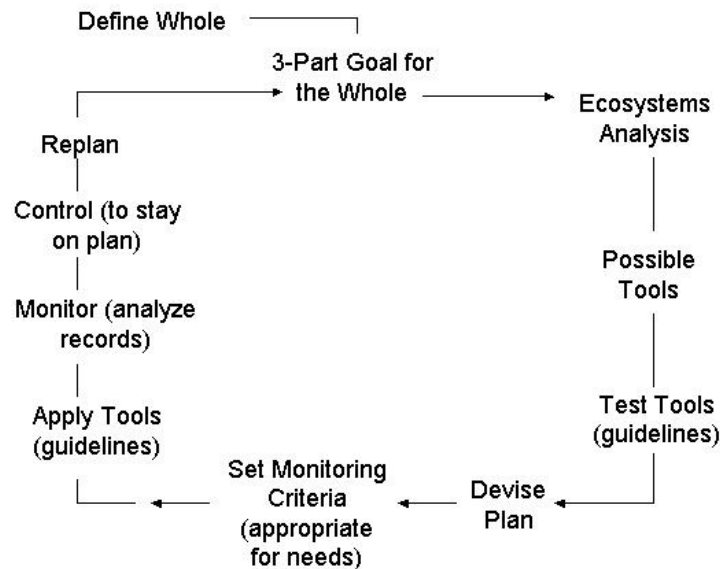 Define Whole
3-Part Goal for
the Whole
Ecosystems
Analysis
Possible
Tools
Test Tools
(guidelines)
Devise
Plan
Set Monitoring
Criteria
(appropriate
for needs)
Apply Tools
(guidelines)
Monitor (analyze
records)
Control (to stay
on plan)
Replan